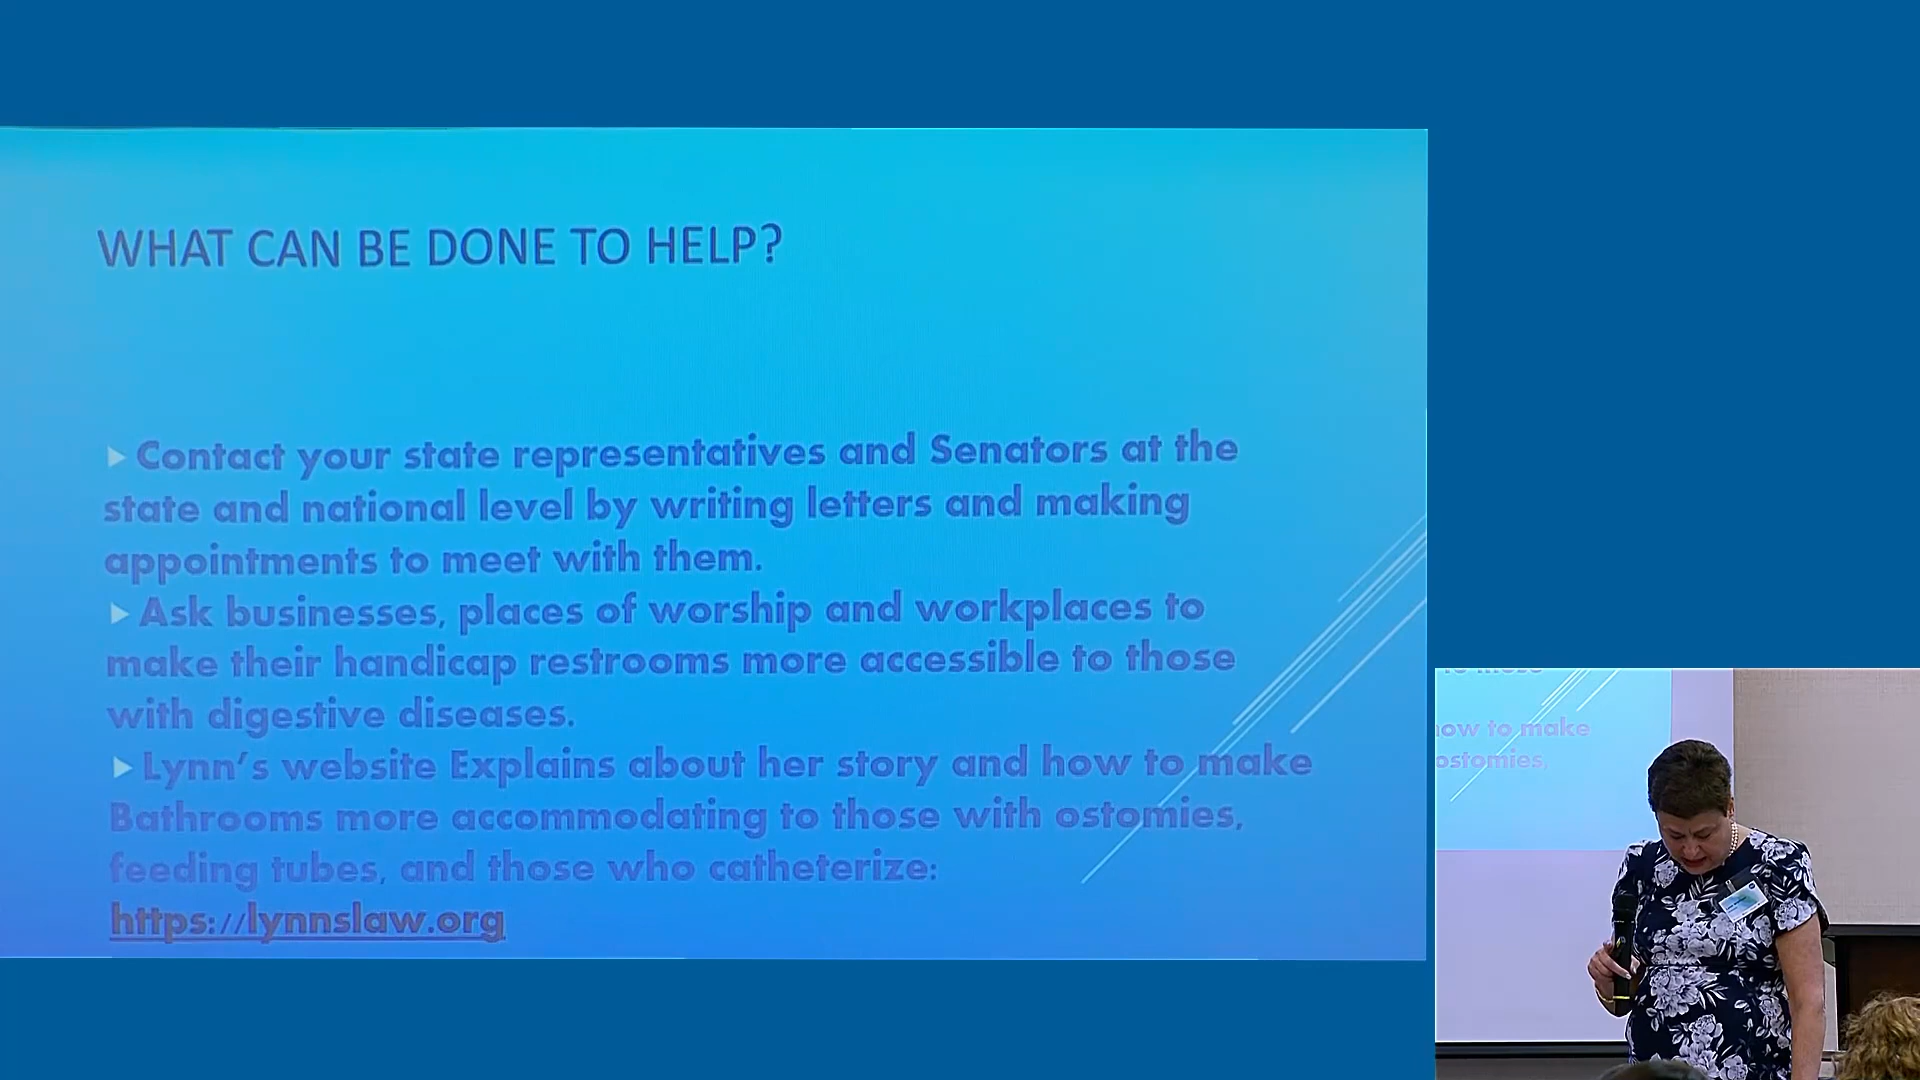 WHAT CAN BE DONE TO HELP?
Contact your state representatives and Senators at the
state and national level by writing letters and making
appointments to meet with them.
Ask businesses, places of worship and workplaces to
make their handicap restrooms more accessible to those
with digestive diseases.
Lynn's website Explains about her story and how to make
Bathrooms more accommodating to those with ostomies,
feeding tubes, and those who catheterize:
https://lynnslaw.org
to make
ostomies,